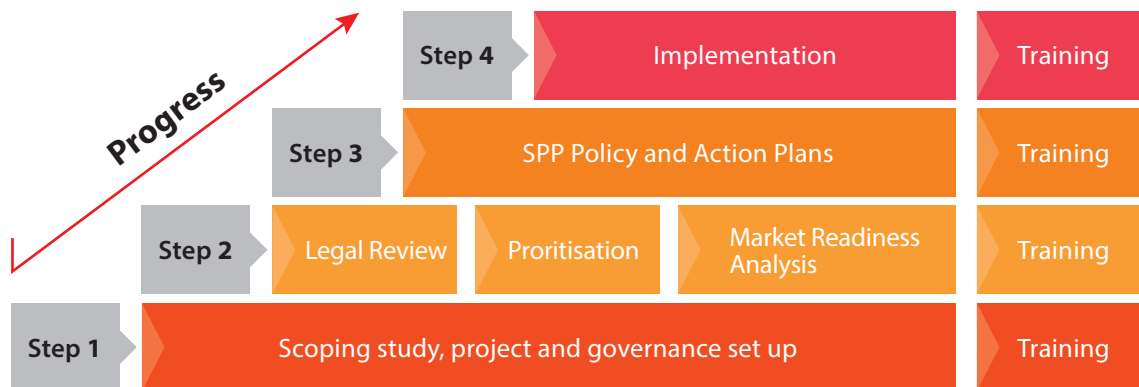 Progress
Step 4
Implementation
Training
Step 3
SPP Policy and Action Plans
Training
Step 2
Legal Review
Proritisation
Market Readiness
Analysis
Training
Step 1
Scoping study, project and governance set up
Training